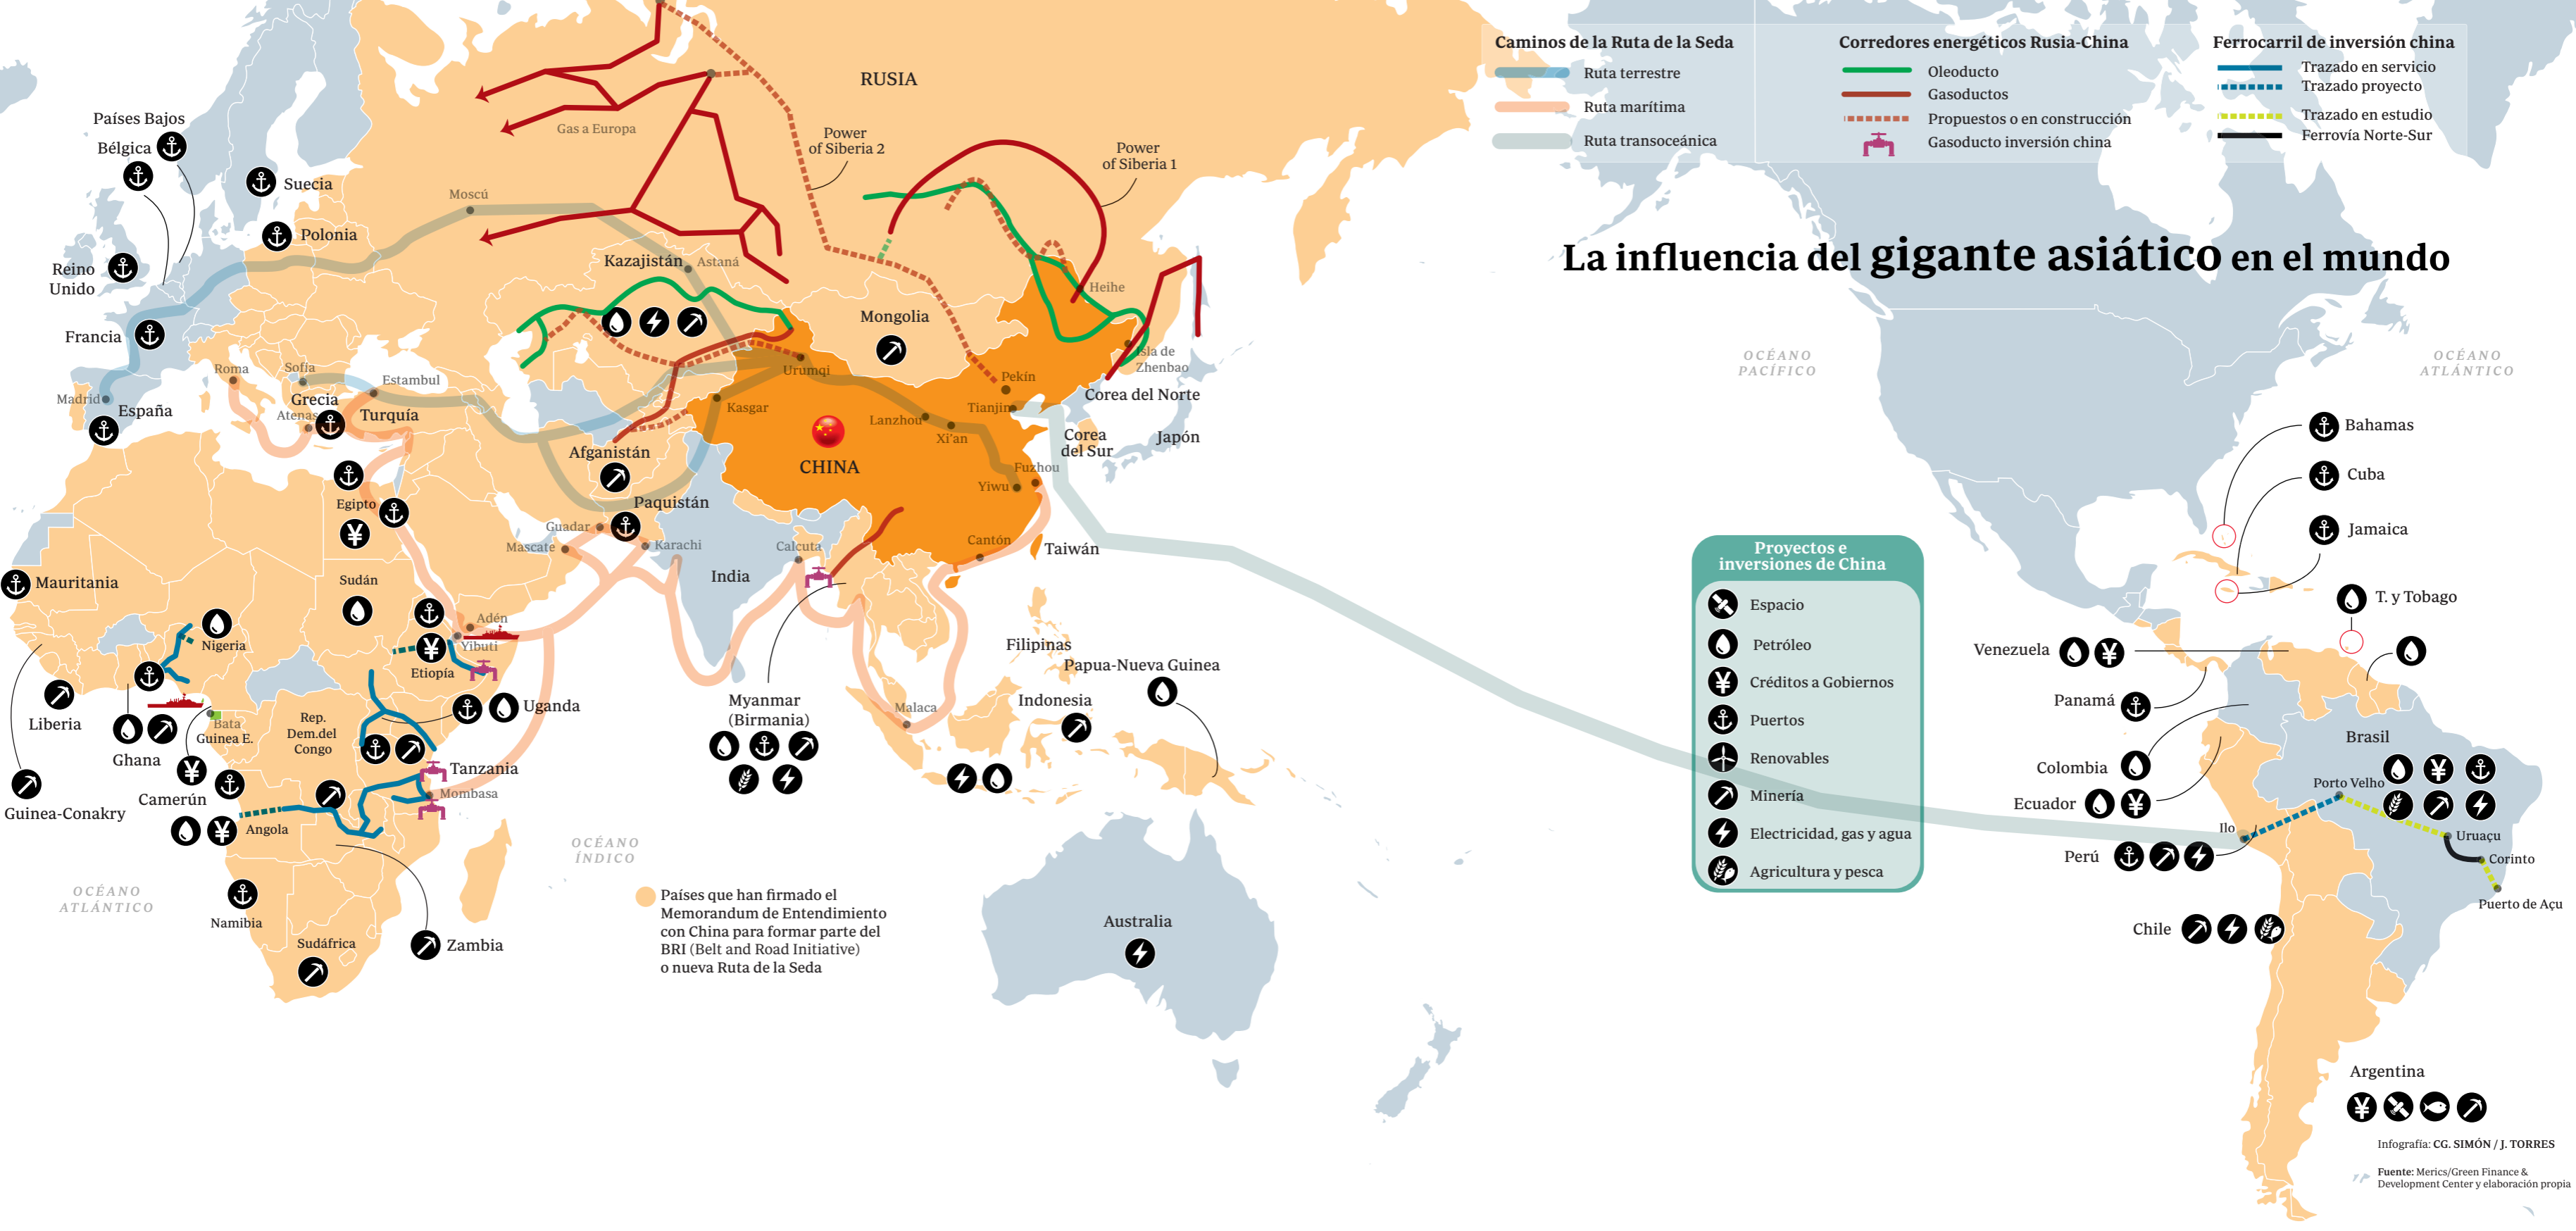 La influencia del gigante asiático en el mundo
Caminos de la Ruta de la Seda
Ruta terrestre
Ruta marítima
Ruta transoceánica
Corredores energéticos Rusia-China
Oleoducto
Gasoductos
Propuestos o en construcción
Gasoducto inversión china
Ferrocarril de inversión china
Trazado en servicio
Trazado proyecto
Trazado en estudio
Ferrovía Norte-Sur
RUSIA
Gas a Europa
Power
of Siberia 2
Power
of Siberia 1
Países Bajos
Bélgica
Suecia
Polonia
Reino
Unido
Francia
Madrid
España
Moscú
Roma
Sofía
Grecia
Atenas
Estambul
Turquía
Kazajistán
Astaná
Mongolia
Heihe
Isla de
Zhenbao
Urumqi
Kasgar
Pekín
Tianjin
Lanzhou
Xi'an
CHINA
Corea del Norte
Corea
del Sur
Japón
Fuzhou
Yiwu
Cantón
Taiwán
Afganistán
Paquistán
Guadar
Mascate
Karachi
Calcuta
India
Egipto
Mauritania
Sudán
Adén
Yibuti
Nigeria
Etiopía
Uganda
Liberia
Ghana
Bata
Guinea E.
Rep.
Dem.del
Congo
Guinea-Conakry
Camerún
Tanzania
Mombasa
Angola
Namibia
Sudáfrica
Zambia
OCÉANO
ATLÁNTICO
OCÉANO
ÍNDICO
Myanmar
(Birmania)
Malaca
Filipinas
Papua-Nueva Guinea
Indonesia
Australia
Países que han firmado el
Memorandum de Entendimiento
con China para formar parte del
BRI (Belt and Road Initiative)
o nueva Ruta de la Seda
Proyectos e
inversiones de China
Espacio
Petróleo
Créditos a Gobiernos
Puertos
Renovables
Minería
Electricidad, gas y agua
Agricultura y pesca
OCÉANO
PACÍFICO
OCÉANO
ATLÁNTICO
Bahamas
Cuba
Jamaica
T. y Tobago
Venezuela
Panamá
Colombia
Ecuador
Brasil
Porto Velho
Ilo
Perú
Uruaçu
Corinto
Puerto de Açu
Chile
Argentina
Infografía: CG. SIMÓN / J. TORRES
Fuente: Merics/Green Finance &
Development Center y elaboración propia